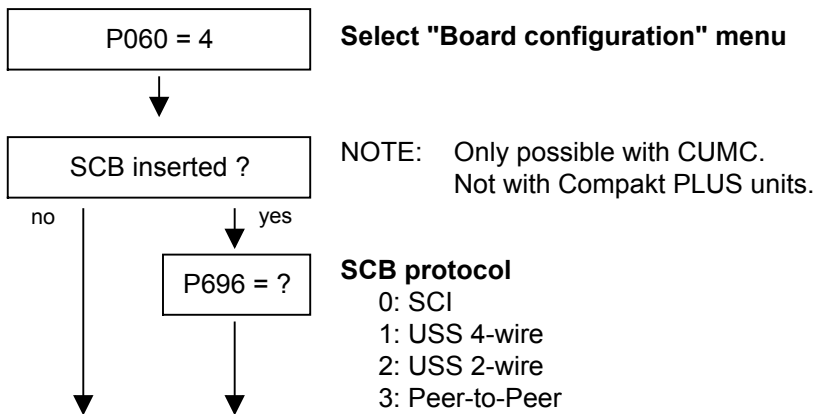 P060 = 4
Select "Board configuration" menu
SCB inserted ?
NOTE: Only possible with CUMC.
Not with Compakt PLUS units.
no
yes
P696 = ?
SCB protocol
0: SCI
1: USS 4-wire
2: USS 2-wire
3: Peer-to-Peer